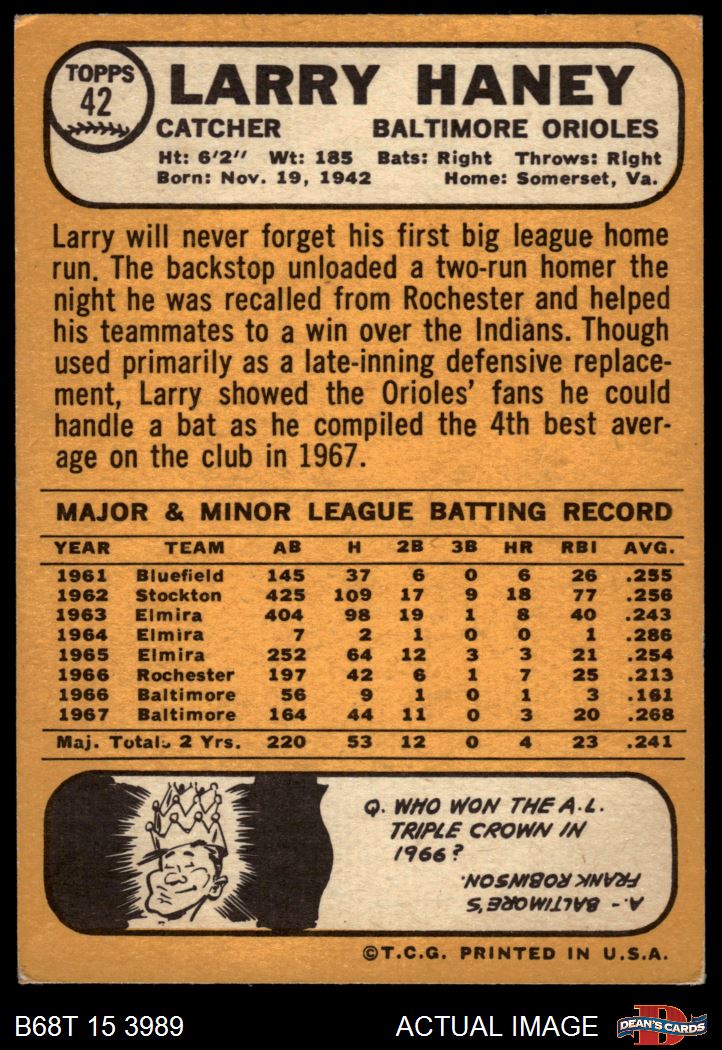 TOPPS
42
LARRY HANEY
CATCHER BALTIMORE ORIOLES
Ht: 6'2" Wt: 185 Bats: Right Throws: Right
Born: Nov. 19, 1942 Home: Somerset, Va.
Larry will never forget his first big league home
run. The backstop unloaded a two-run homer the
night he was recalled from Rochester and helped
his teammates to a win over the Indians. Though
used primarily as a late-inning defensive replace-
ment, Larry showed the Orioles' fans he could
handle a bat as he compiled the 4th best aver-
age on the club in 1967.
MAJOR & MINOR LEAGUE BATTING RECORD
YEAR TEAM AB H 2B 3B HR RBI AVG.
1961 Bluefield 145 37 6 0 6 26 .255
1962 Stockton 425 109 17 9 18 77 .256
1963 Elmira 404 98 19 1 8 40 .243
1964 Elmira 7 2 1 0 0 1 .286
1965 Elmira 252 64 12 3 3 21 .254
1966 Rochester 197 42 6 1 7 25 .213
1966 Baltimore 56 9 1 0 1 3 .161
1967 Baltimore 164 44 11 0 3 20 .268
Maj. Totals 2 Yrs. 220 53 12 0 4 23 .241
Q. WHO WON THE A.L.
TRIPLE CROWN IN
1966?
A.- BALTIMORE'S
FRANK ROBINSON.
©T.C.G. PRINTED IN U.S.A.
B68T 15 3989 ACTUAL IMAGE D DEAN'S CARDS